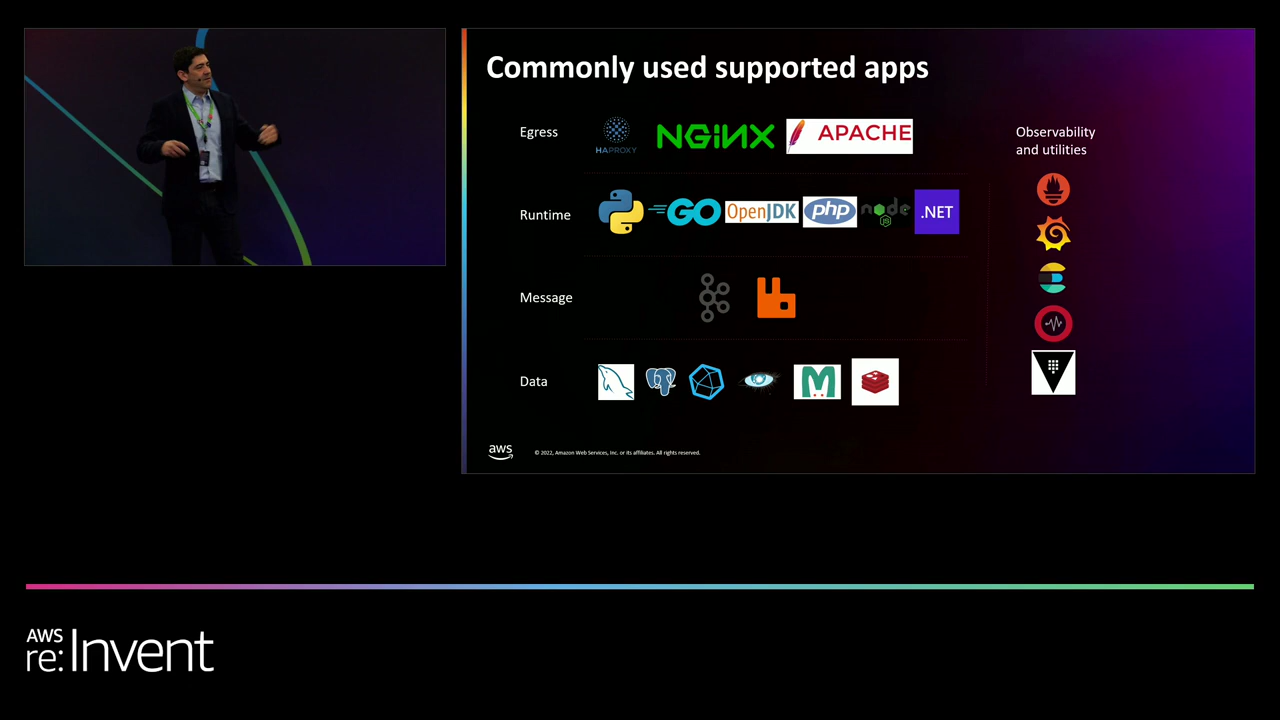 Commonly used supported apps
Egress
HAPROXY
NGINX
APACHE
Observability
and utilities
Runtime
GO
OpenJDK
php
node
JS
.NET
Message
Data
aws
© 2022, Amazon Web Services, Inc. or its affiliates. All rights reserved.
AWS
re:Invent